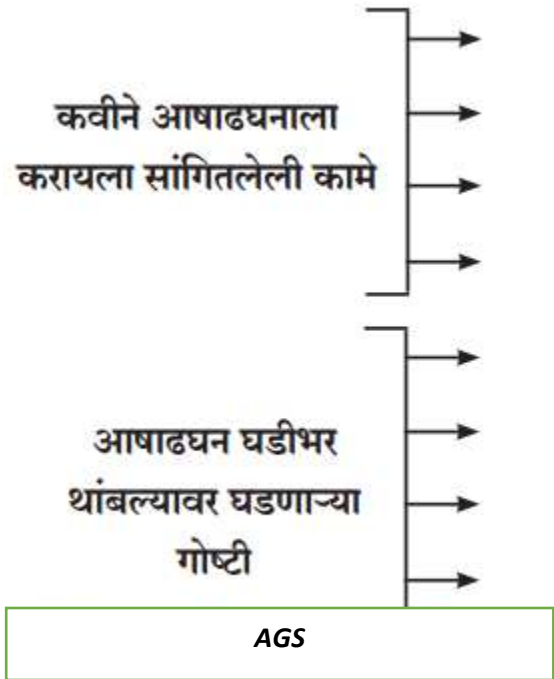 कवीने आषाढघनाला
करायला सांगितलेली कामे
आषाढघन घडीभर
थांबल्यावर घडणाऱ्या
गोष्टी
AGS